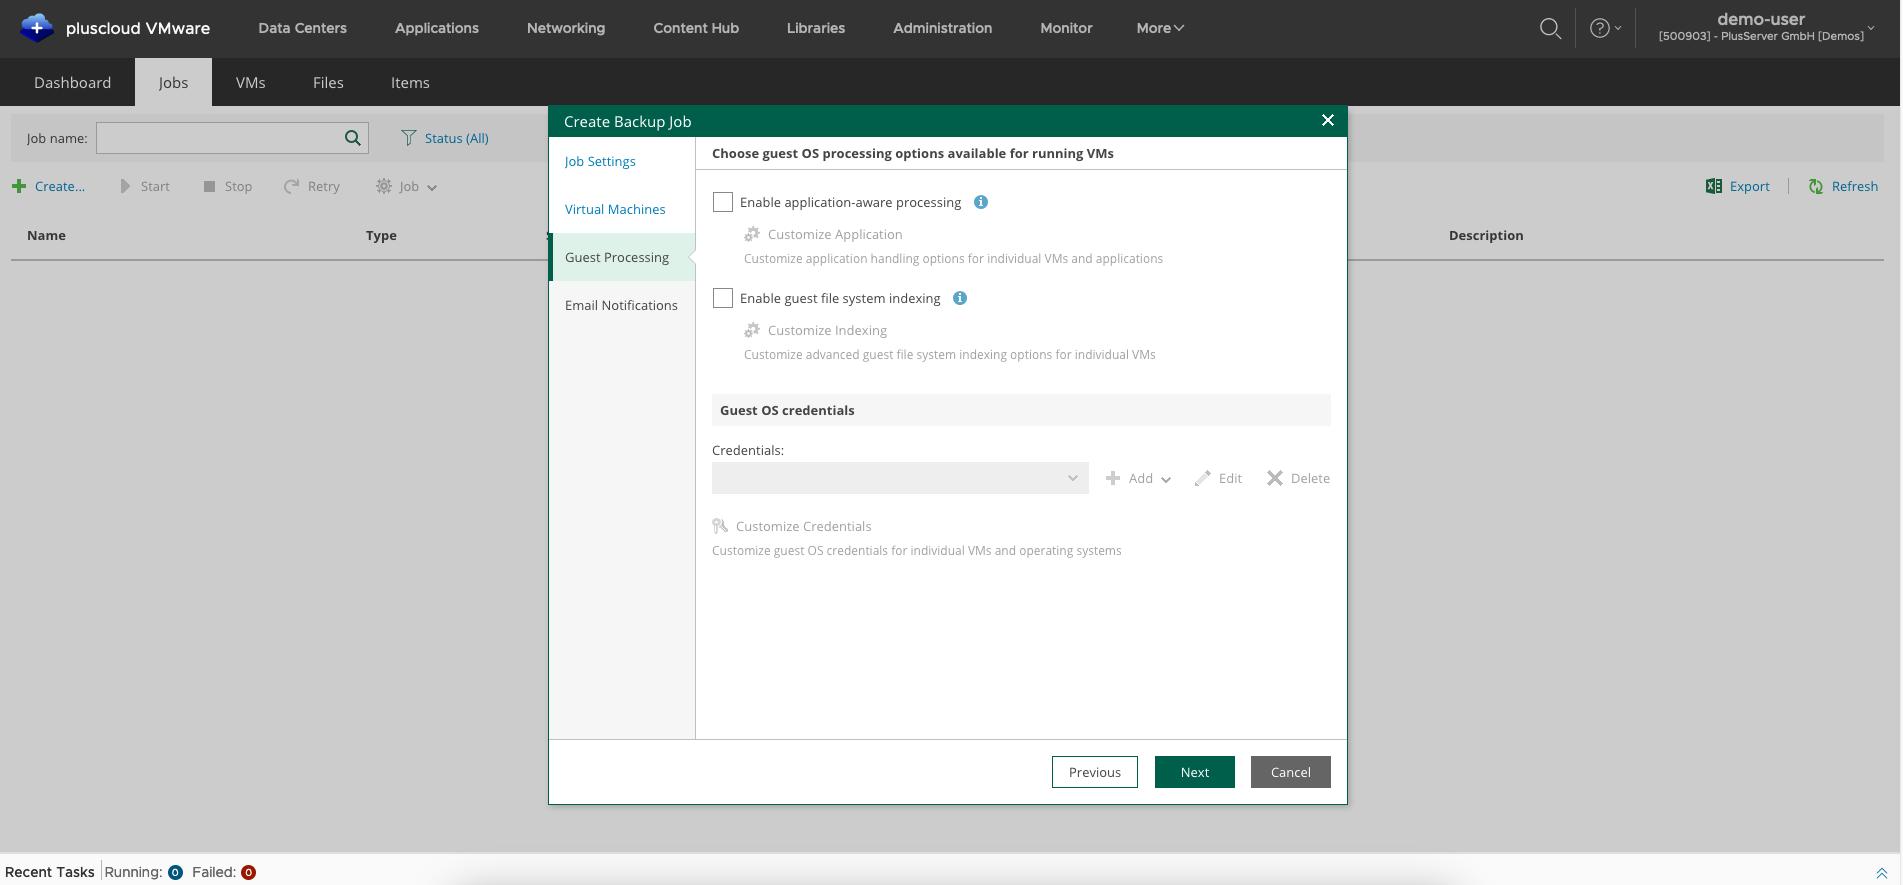 pluscloud VMware Data Centers Applications Networking Content Hub Libraries Administration Monitor More demo-user
[500903] - PlusServer GmbH [Demos]
Dashboard Jobs VMs Files Items
Create Backup Job
Job name: Status (All)
Create... Start Stop Retry Job Export Refresh
Name Type Description
Job Settings
Virtual Machines
Guest Processing
Email Notifications
Choose guest OS processing options available for running VMs
Enable application-aware processing
Customize Application
Customize application handling options for individual VMs and applications
Enable guest file system indexing
Customize Indexing
Customize advanced guest file system indexing options for individual VMs
Guest OS credentials
Credentials:
Add Edit Delete
Customize Credentials
Customize guest OS credentials for individual VMs and operating systems
Previous Next Cancel
Recent Tasks Running: 0 Failed: 0